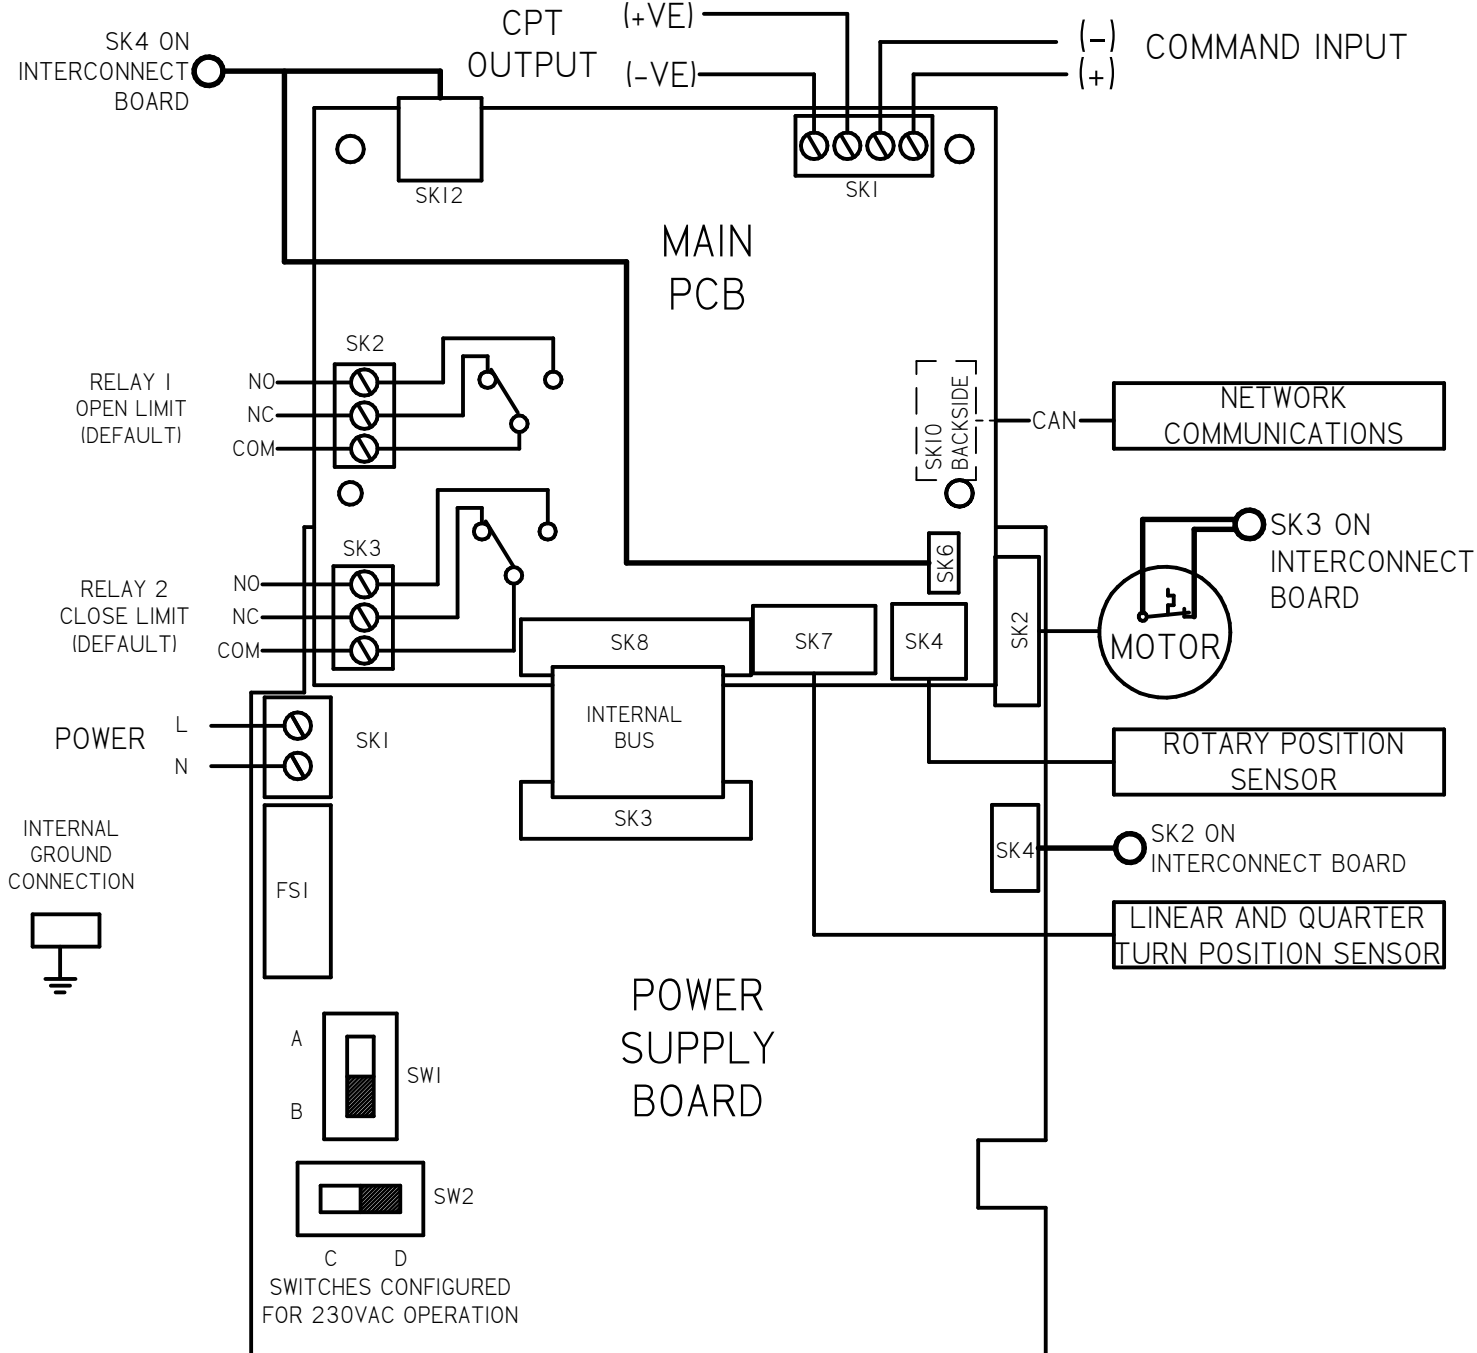 SK4 ON
INTERCONNECT
BOARD
CPT
OUTPUT
(+VE)
(-VE)
(-)
(+)
COMMAND INPUT
SK12
SK1
MAIN
PCB
SK2
RELAY 1
OPEN LIMIT
(DEFAULT)
NO
NC
COM
SK10
BACKSIDE
CAN
NETWORK
COMMUNICATIONS
SK3
RELAY 2
CLOSE LIMIT
(DEFAULT)
NO
NC
COM
SK6
SK2
SK3 ON
INTERCONNECT
BOARD
MOTOR
SK8
SK7
SK4
POWER
L
N
SK1
INTERNAL
BUS
SK3
ROTARY POSITION
SENSOR
INTERNAL
GROUND
CONNECTION
FS1
SK4
SK2 ON
INTERCONNECT BOARD
LINEAR AND QUARTER
TURN POSITION SENSOR
POWER
SUPPLY
BOARD
A
B
SW1
SW2
C D
SWITCHES CONFIGURED
FOR 230VAC OPERATION